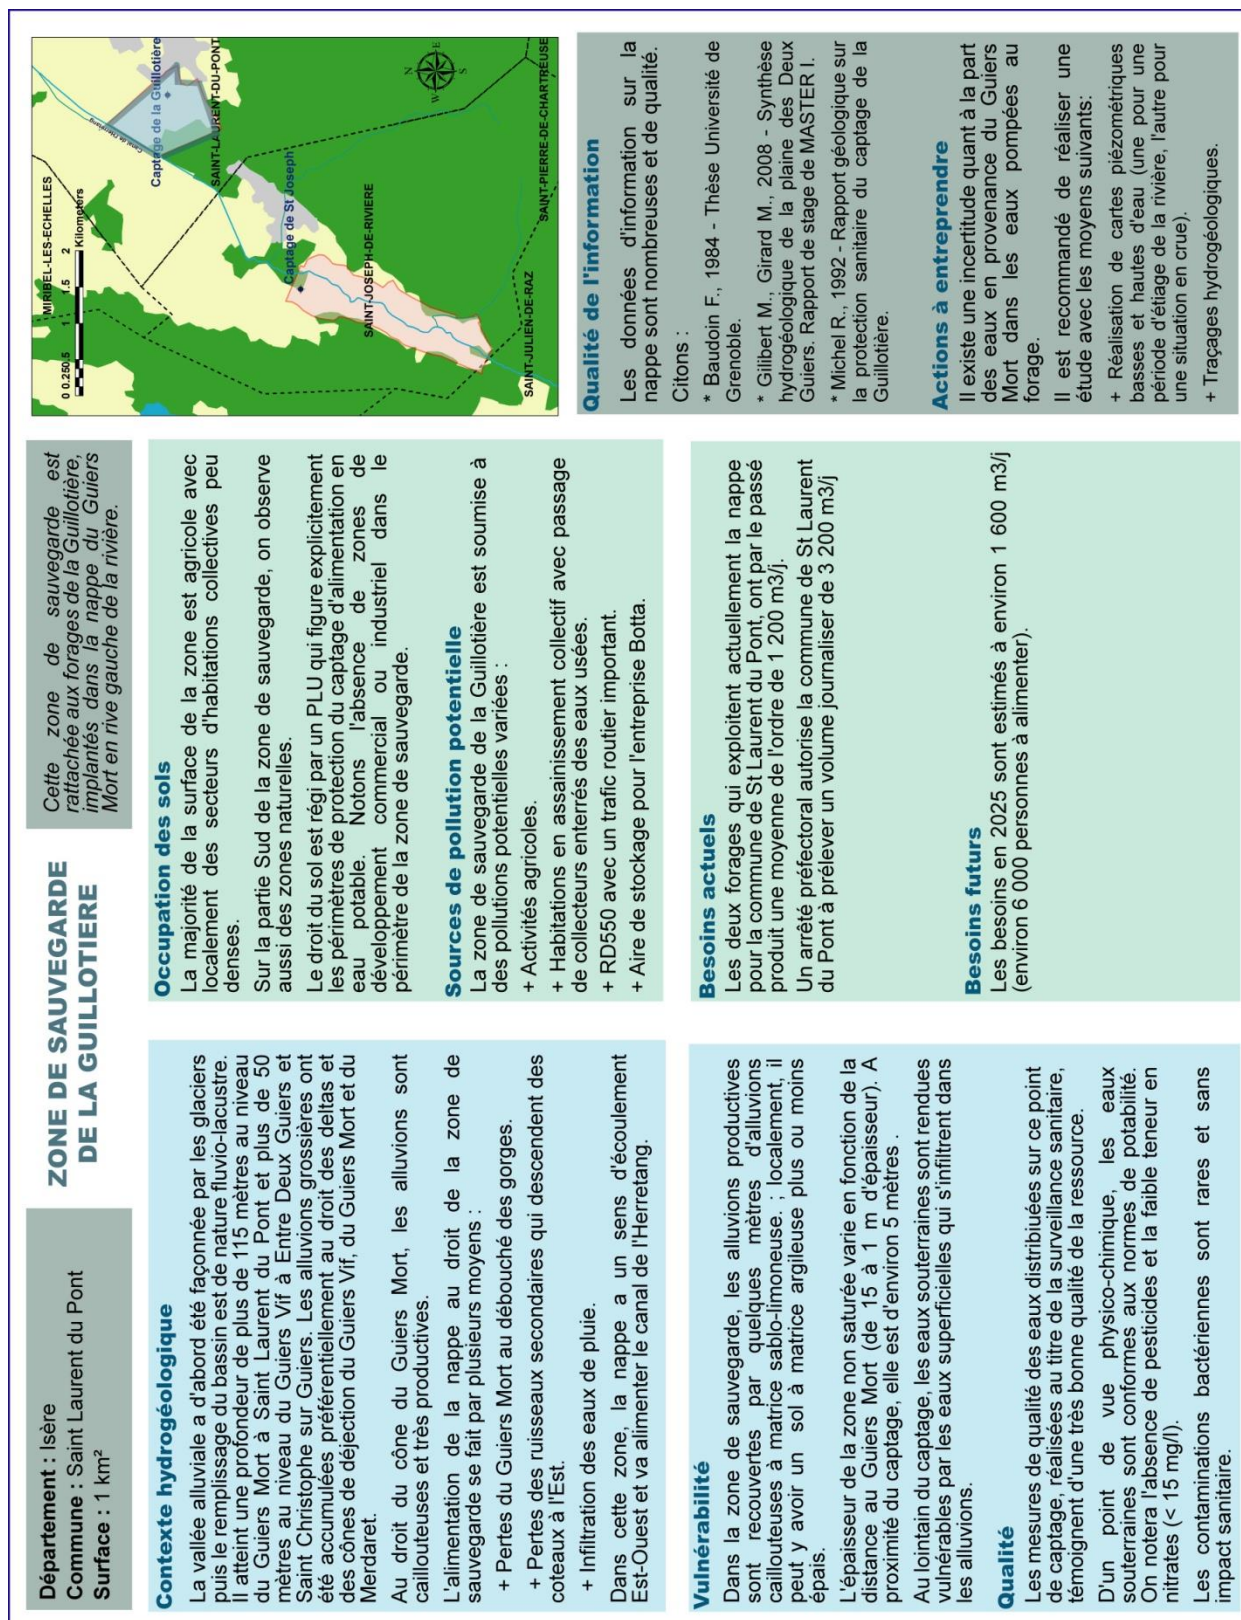 Département : Isère
Commune : Saint Laurent du Pont
Surface : 1 km²
ZONE DE SAUVEGARDE
DE LA GUILLOTIERE
Cette zone de sauvegarde est
rattachée aux forages de la Guillotière,
implantés dans la nappe du Guiers
Mort en rive gauche de la rivière.
Contexte hydrogéologique
La vallée alluviale a d'abord été façonnée par les glaciers
puis le remplissage du bassin est de nature fluvio-lacustre.
Il atteint une profondeur de plus de 115 mètres au niveau
du Guiers Mort à Saint Laurent du Pont et plus de 50
mètres au niveau du Guiers Vif à Entre Deux Guiers et
Saint Christophe sur Guiers. Les alluvions grossières ont
été accumulées préférentiellement au droit des deltas et
des cônes de déjection du Guiers Vif, du Guiers Mort et du
Merdaret.
Au droit du cône du Guiers Mort, les alluvions sont
caillouteuses et très productives.
L'alimentation de la nappe au droit de la zone de
sauvegarde se fait par plusieurs moyens :
+ Pertes du Guiers Mort au débouché des gorges.
+ Pertes des ruisseaux secondaires qui descendent des
coteaux à l'Est.
+ Infiltration des eaux de pluie.
Dans cette zone, la nappe a un sens d'écoulement
Est-Ouest et va alimenter le canal de l'Herretang.
Occupation des sols
La majorité de la surface de la zone est agricole avec
localement des secteurs d'habitations collectives peu
denses.
Sur la partie Sud de la zone de sauvegarde, on observe
aussi des zones naturelles.
Le droit du sol est régi par un PLU qui figure explicitement
les périmètres de protection du captage d'alimentation en
eau potable. Notons l'absence de zones de
développement commercial ou industriel dans le
périmètre de la zone de sauvegarde.
Sources de pollution potentielle
La zone de sauvegarde de la Guillotière est soumise à
des pollutions potentielles variées :
+ Activités agricoles.
+ Habitations en assainissement collectif avec passage
de collecteurs enterrés des eaux usées.
+ RD550 avec un trafic routier important.
+ Aire de stockage pour l'entreprise Botta.
MIRIBEL-LES-ECHELLES
0 0.25 0.5 1 1.5 2
Kilometers
Captage de la Guillotière
SAINT-LAURENT-DU-PONT
Captage de St Joseph
SAINT-JOSEPH-DE-RIVIERE
SAINT-JULIEN-DE-RAZ
SAINT-PIERRE-DE-CHARTREUSE
N
W E
S
Vulnérabilité
Dans la zone de sauvegarde, les alluvions productives
sont recouvertes par quelques mètres d'alluvions
caillouteuses à matrice sablo-limoneuse. ; localement, il
peut y avoir un sol à matrice argileuse plus ou moins
épais.
L'épaisseur de la zone non saturée varie en fonction de la
distance au Guiers Mort (de 15 à 1 m d'épaisseur). A
proximité du captage, elle est d'environ 5 mètres .
Au lointain du captage, les eaux souterraines sont rendues
vulnérables par les eaux superficielles qui s'infiltrent dans
les alluvions.
Qualité
Les mesures de qualité des eaux distribiuées sur ce point
de captage, réalisées au titre de la surveillance sanitaire,
témoignent d'une très bonne qualité de la ressource.
D'un point de vue physico-chimique, les eaux
souterraines sont conformes aux normes de potabilité.
On notera l'absence de pesticides et la faible teneur en
nitrates (< 15 mg/l).
Les contaminations bactériennes sont rares et sans
impact sanitaire.
Besoins actuels
Les deux forages qui exploitent actuellement la nappe
pour la commune de St Laurent du Pont, ont par le passé
produit une moyenne de l'ordre de 1 200 m3/j.
Un arrêté préfectoral autorise la commune de St Laurent
du Pont à prélever un volume journaliser de 3 200 m3/j
Besoins futurs
Les besoins en 2025 sont estimés à environ 1 600 m3/j
(environ 6 000 personnes à alimenter).
Qualité de l'information
Les données d'information sur la
nappe sont nombreuses et de qualité.
Citons :
* Baudoin F., 1984 - Thèse Université de
Grenoble.
* Gilibert M., Girard M., 2008 - Synthèse
hydrogéologique de la plaine des Deux
Guiers. Rapport de stage de MASTER I.
* Michel R., 1992 - Rapport géologique sur
la protection sanitaire du captage de la
Guillotière.
Actions à entreprendre
Il existe une incertitude quant à la part
des eaux en provenance du Guiers
Mort dans les eaux pompées au
forage.
Il est recommandé de réaliser une
étude avec les moyens suivants:
+ Réalisation de cartes piézométriques
basses et hautes d'eau (une pour une
période d'étiage de la rivière, l'autre pour
une situation en crue).
+ Traçages hydrogéologiques.